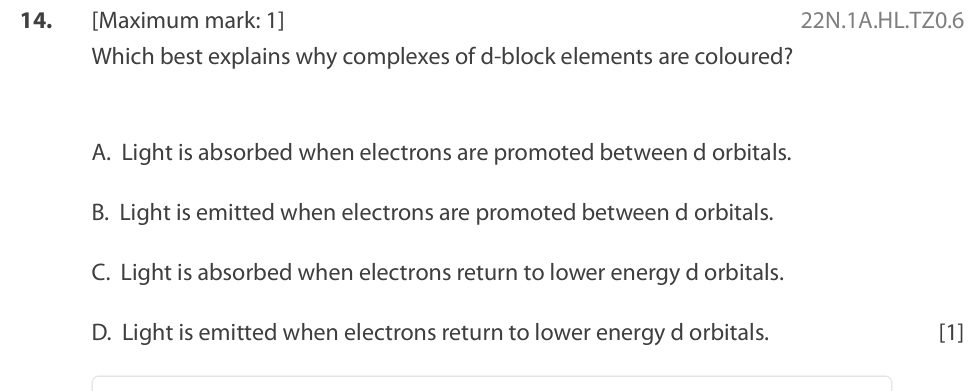 14. [Maximum mark: 1] 22N.1A.HL.TZ0.6
Which best explains why complexes of d-block elements are coloured?
A. Light is absorbed when electrons are promoted between d orbitals.
B. Light is emitted when electrons are promoted between d orbitals.
C. Light is absorbed when electrons return to lower energy d orbitals.
D. Light is emitted when electrons return to lower energy d orbitals. [1]